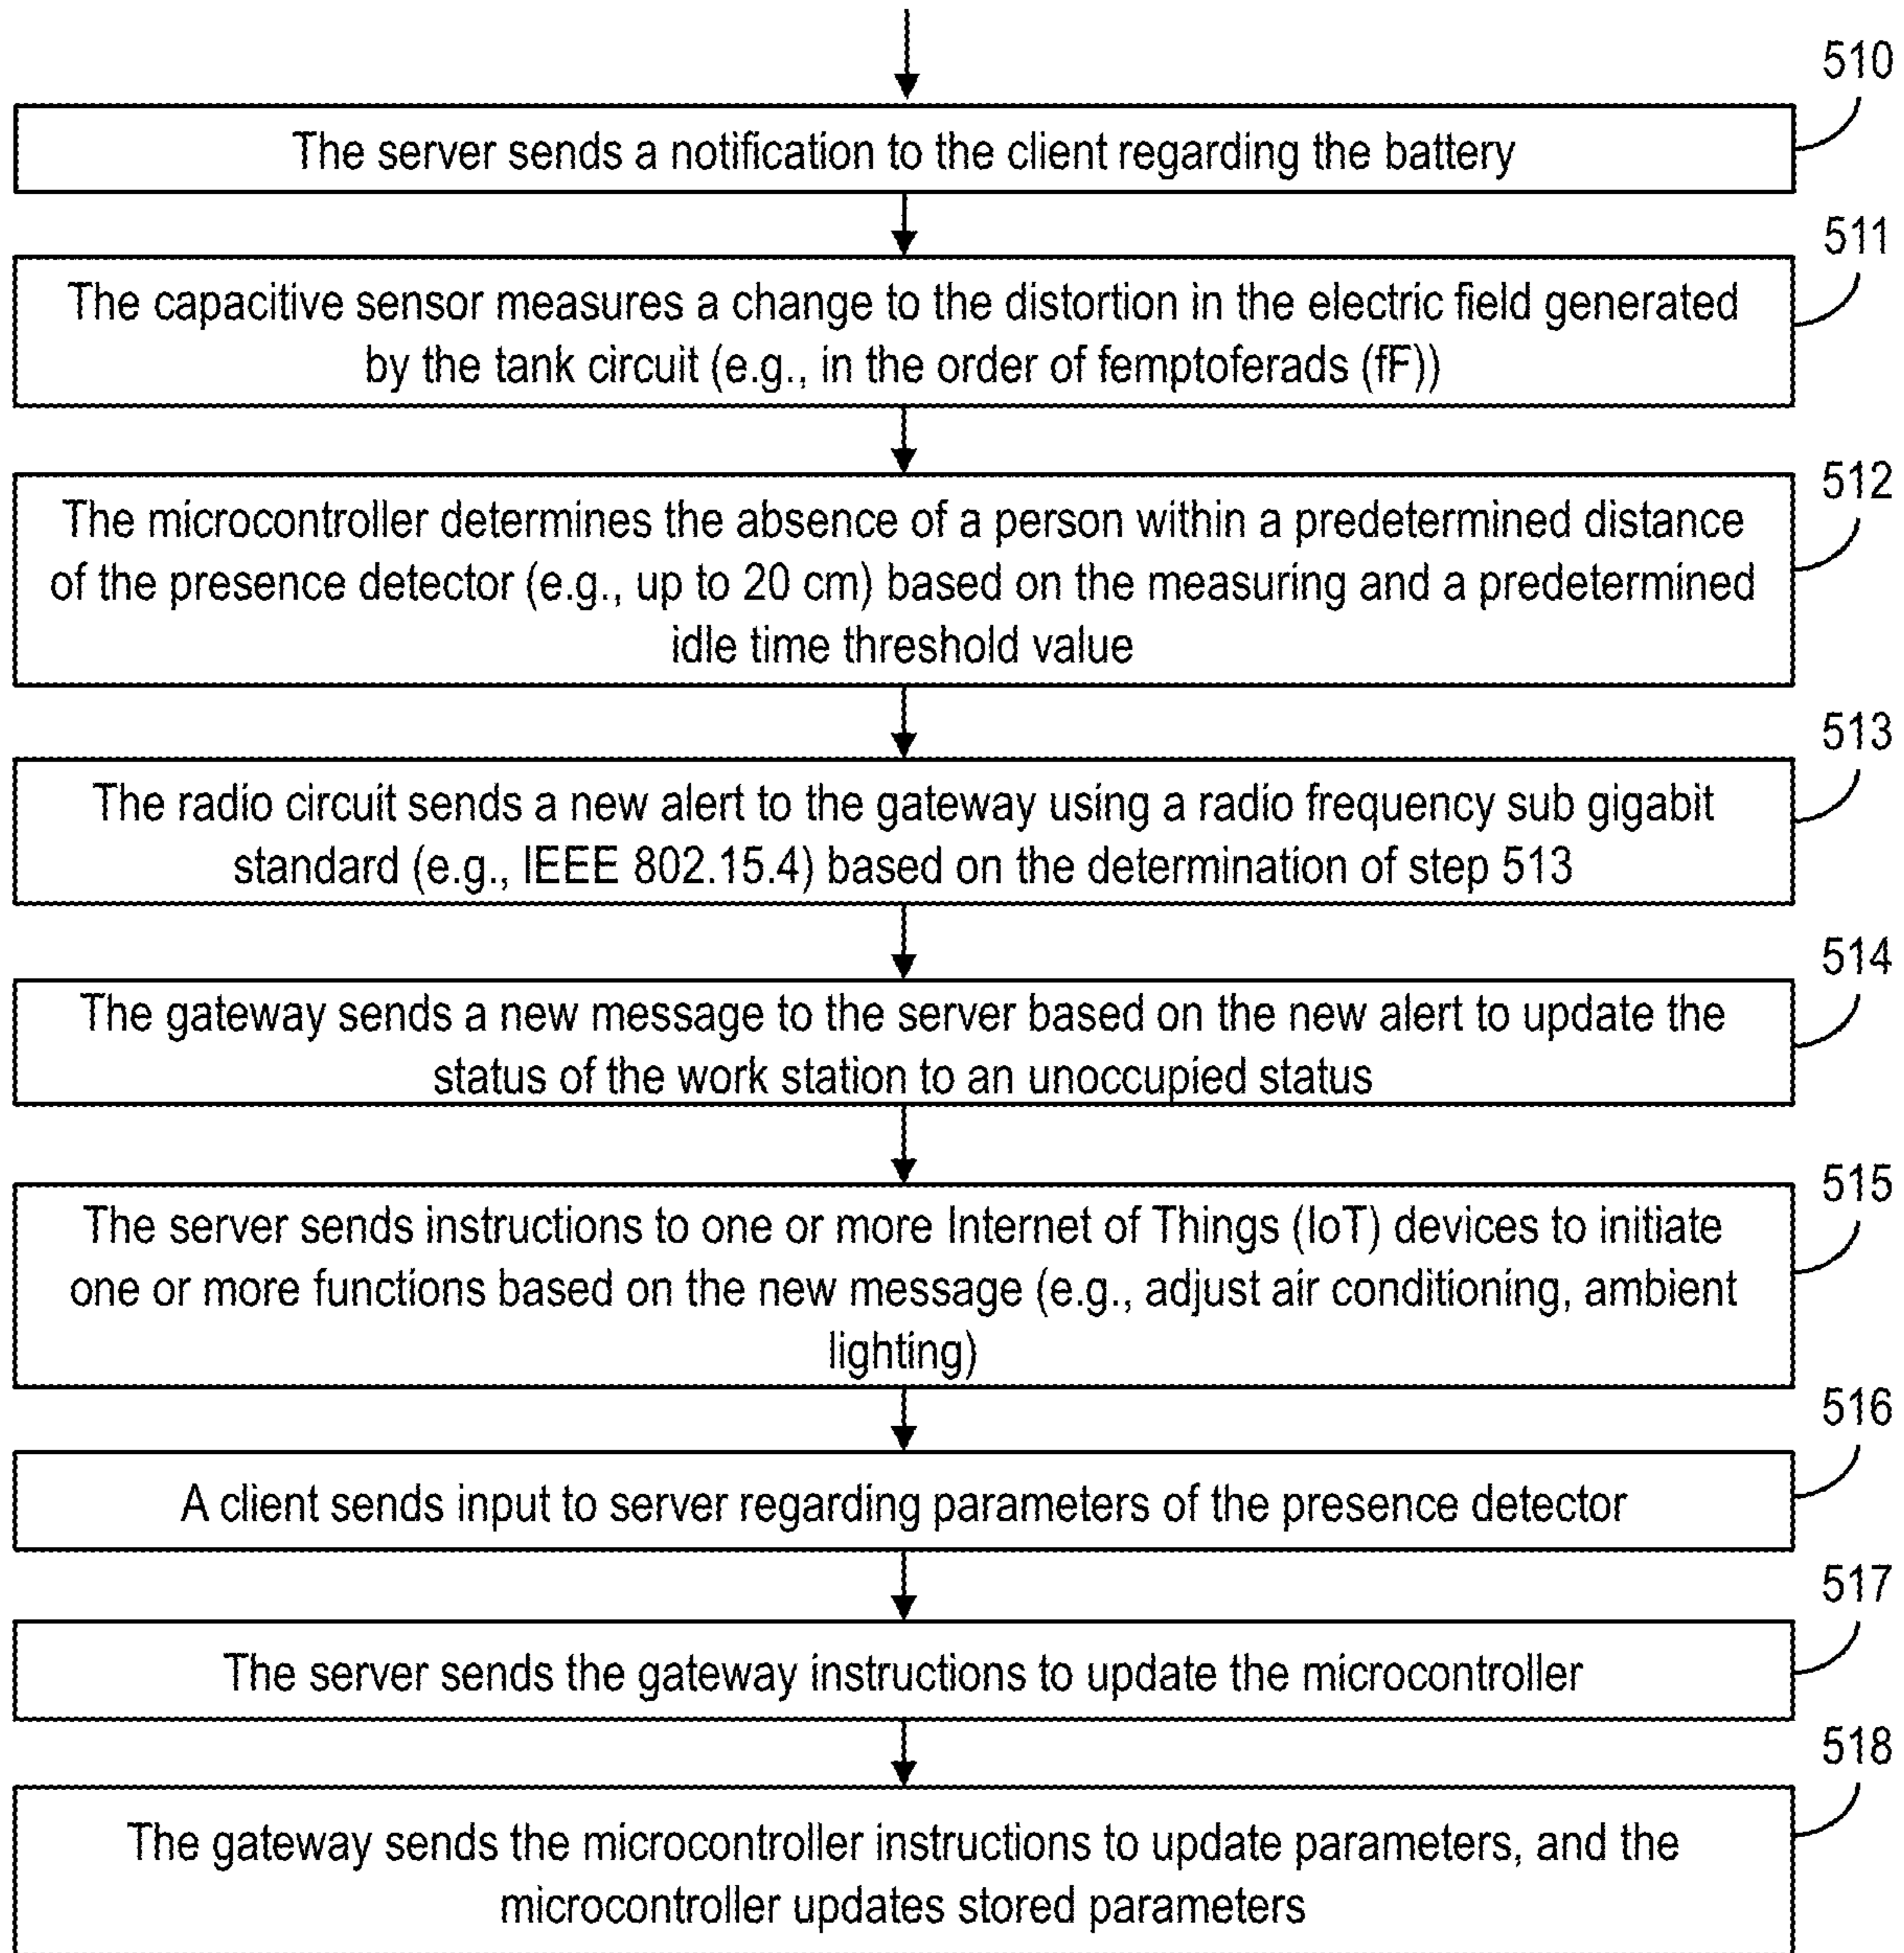 510
The server sends a notification to the client regarding the battery
511
The capacitive sensor measures a change to the distortion in the electric field generated
by the tank circuit (e.g., in the order of femptoferads (fF))
512
The microcontroller determines the absence of a person within a predetermined distance
of the presence detector (e.g., up to 20 cm) based on the measuring and a predetermined
idle time threshold value
513
The radio circuit sends a new alert to the gateway using a radio frequency sub gigabit
standard (e.g., IEEE 802.15.4) based on the determination of step 513
514
The gateway sends a new message to the server based on the new alert to update the
status of the work station to an unoccupied status
515
The server sends instructions to one or more Internet of Things (IoT) devices to initiate
one or more functions based on the new message (e.g., adjust air conditioning, ambient
lighting)
516
A client sends input to server regarding parameters of the presence detector
517
The server sends the gateway instructions to update the microcontroller
518
The gateway sends the microcontroller instructions to update parameters, and the
microcontroller updates stored parameters